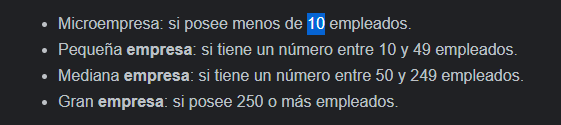 Microempresa: si posee menos de 10 empleados.
Pequeña empresa: si tiene un número entre 10 y 49 empleados.
Mediana empresa: si tiene un número entre 50 y 249 empleados.
Gran empresa: si posee 250 o más empleados.